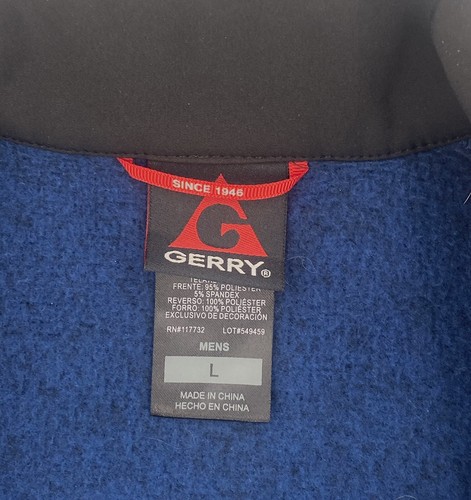 SINCE 1946
G
GERRY®
FRENTE: 95% POLIESTER
5% SPANDEX
REVERSO: 100% POLIÉSTER
FORRO: 100% POLIÉSTER
EXCLUSIVO DE DECORACIÓN
RN#117732 LOT#549459
MENS
L
MADE IN CHINA
HECHO EN CHINA